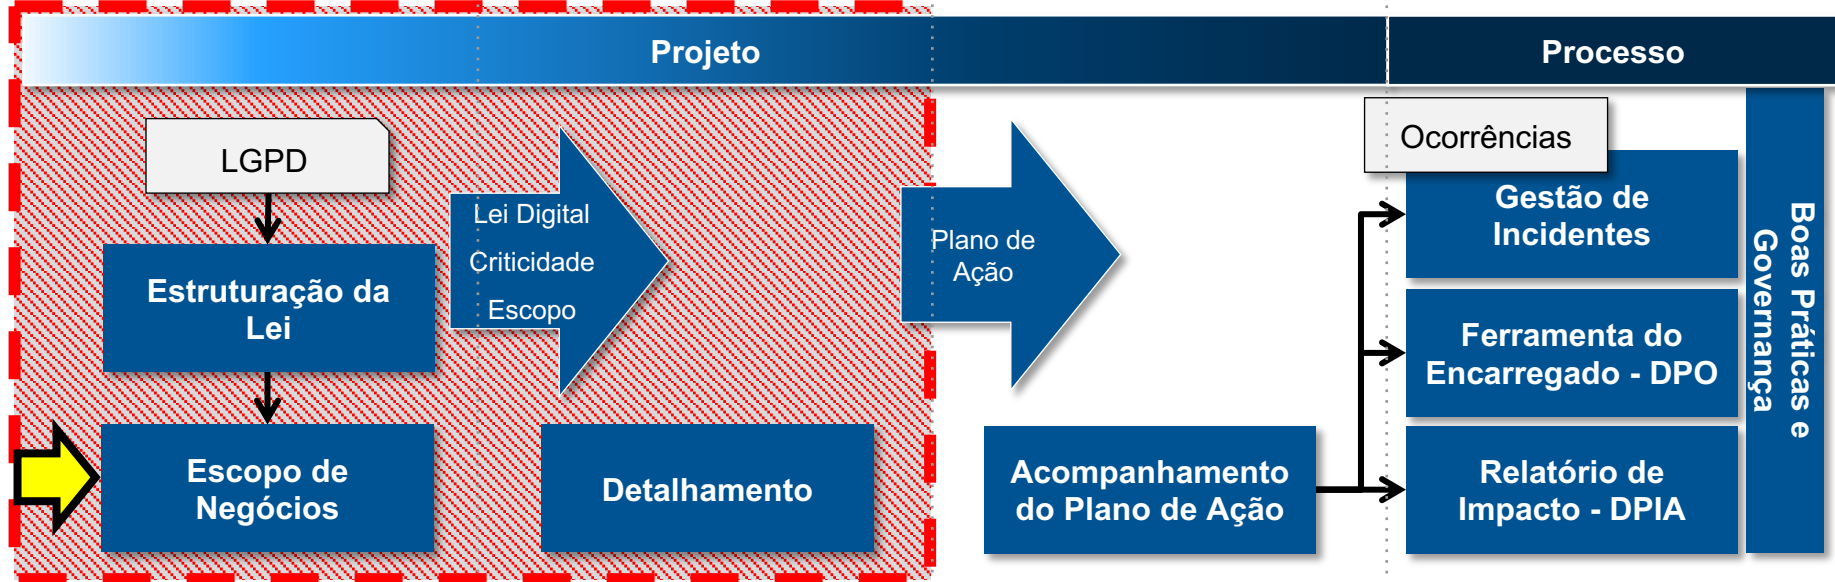 Projeto
Processo
LGPD
Estruturação da
Lei
Escopo de
Negócios
Lei Digital
Criticidade
Escopo
Detalhamento
Plano de
Ação
Acompanhamento
do Plano de Ação
Ocorrências
Gestão de
Incidentes
Ferramenta do
Encarregado - DPO
Relatório de
Impacto - DPIA
Boas Práticas e
Governança